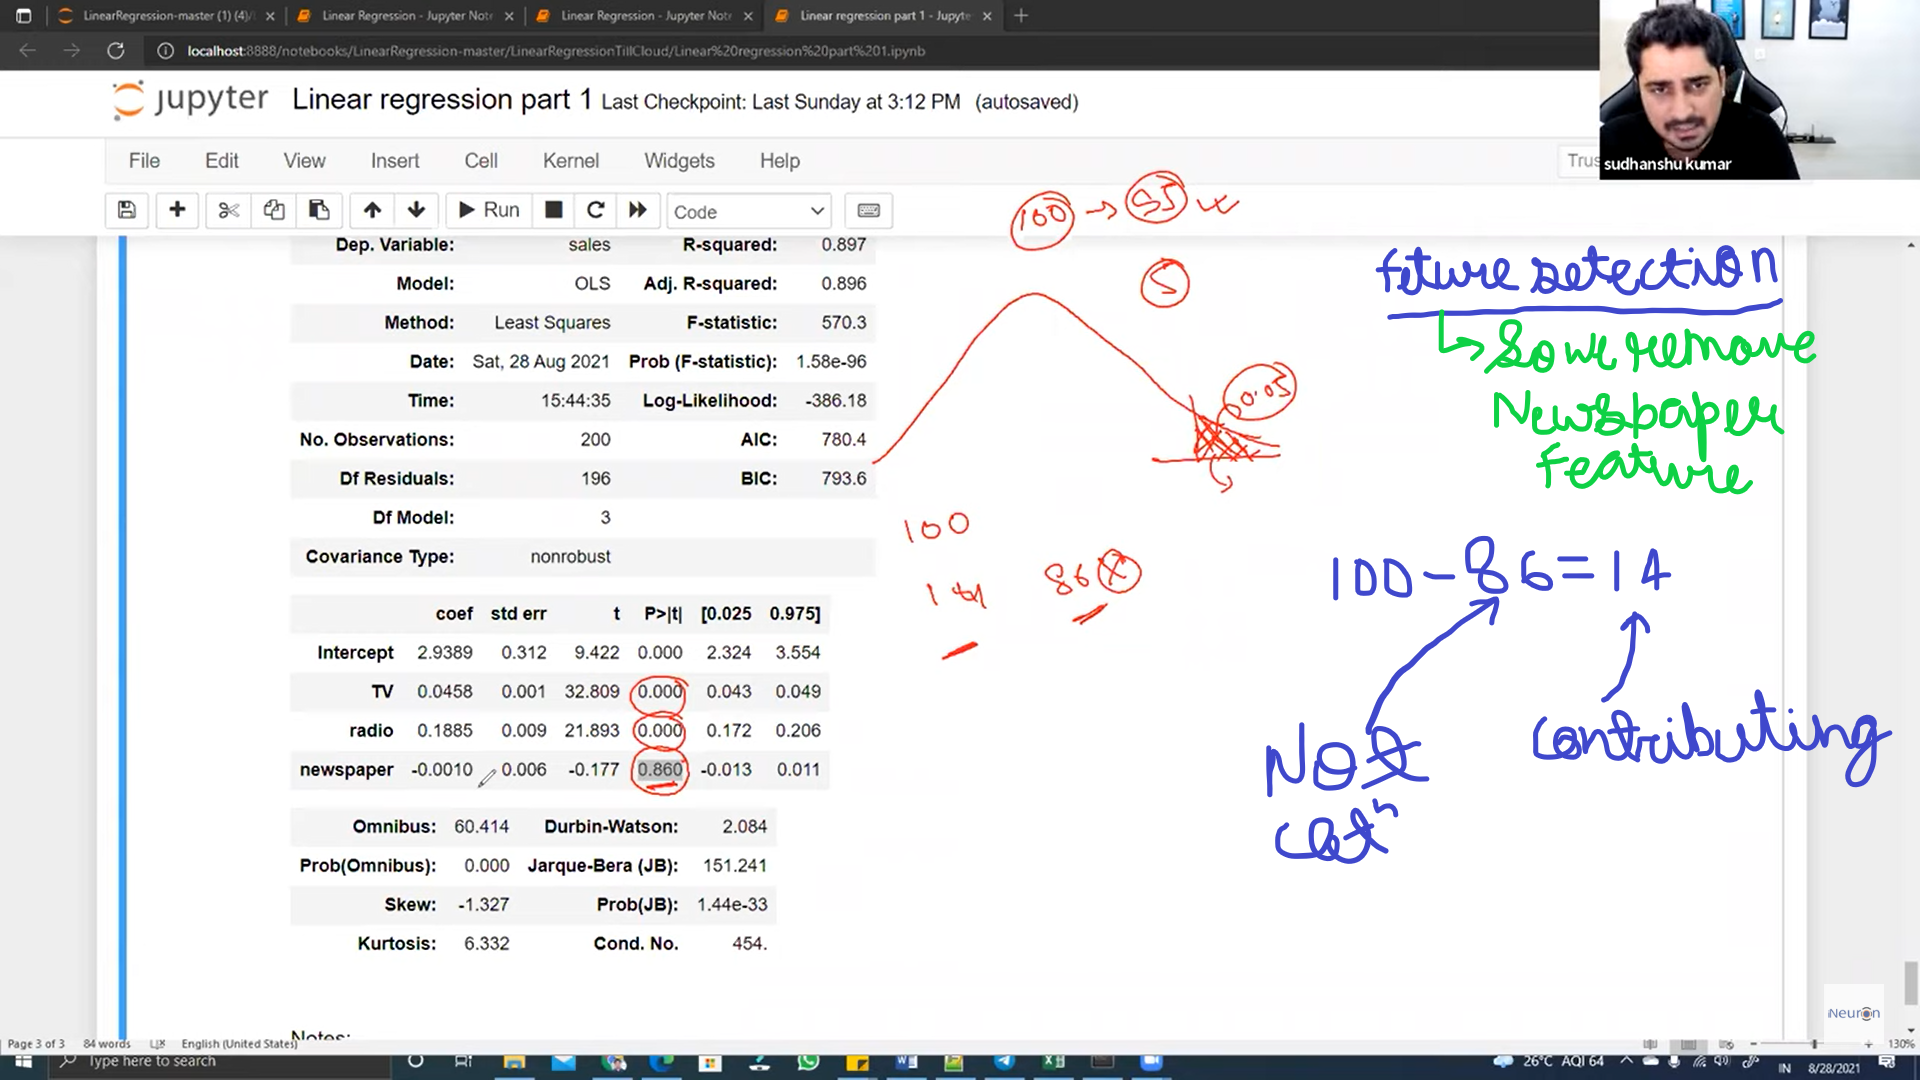 LinearRegression-master (1) (4)/
Linear Regression - Jupyter Not
Linear Regression - Jupyter Not
Linear regression part 1 - Jupyte
localhost:8888/notebooks/LinearRegression-master/LinearRegressionTillCloud/Linear%20regression%20part%201.ipynb
jupyter Linear regression part 1 Last Checkpoint: Last Sunday at 3:12 PM (autosaved)
File Edit View Insert Cell Kernel Widgets Help
Trus
sudhanshu kumar
Run
Code
Dep. Variable: sales R-squared: 0.897
Model: OLS Adj. R-squared: 0.896
Method: Least Squares F-statistic: 570.3
Date: Sat, 28 Aug 2021 Prob (F-statistic): 1.58e-96
Time: 15:44:35 Log-Likelihood: -386.18
No. Observations: 200 AIC: 780.4
Df Residuals: 196 BIC: 793.6
Df Model: 3
Covariance Type: nonrobust
coef std err t P>|t| [0.025 0.975]
Intercept 2.9389 0.312 9.422 0.000 2.324 3.554
TV 0.0458 0.001 32.809 0.000 0.043 0.049
radio 0.1885 0.009 21.893 0.000 0.172 0.206
newspaper -0.0010 0.006 -0.177 0.860 -0.013 0.011
Omnibus: 60.414 Durbin-Watson: 2.084
Prob(Omnibus): 0.000 Jarque-Bera (JB): 151.241
Skew: -1.327 Prob(JB): 1.44e-33
Kurtosis: 6.332 Cond. No. 454.
Notes:
100 → 95
5
0.05
100
86
feture setection
↳ So we remove
Newspaper
feature
100-86=14
Not
contributing
iNeuron
Page 3 of 3 84 words English (United States) 130%
Type here to search
26°C AQI 64
IN 8/28/2021